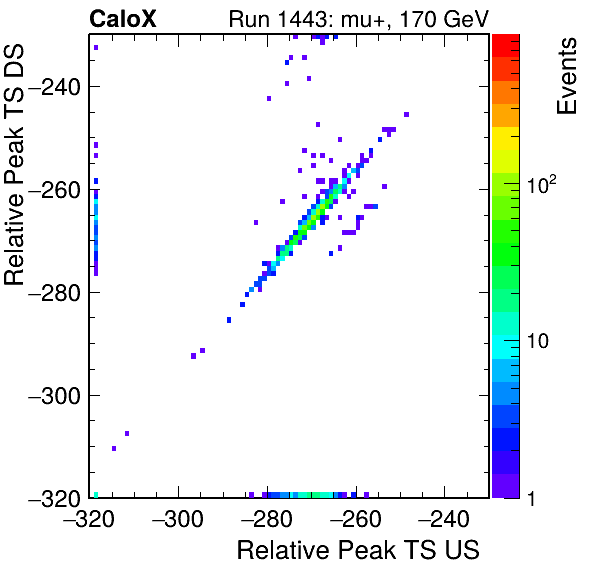 CaloX Run 1443: mu+, 170 GeV
Events
Relative Peak TS DS
−240
−260
−280
−300
−320
10²
10
1
−320 −300 −280 −260 −240
Relative Peak TS US